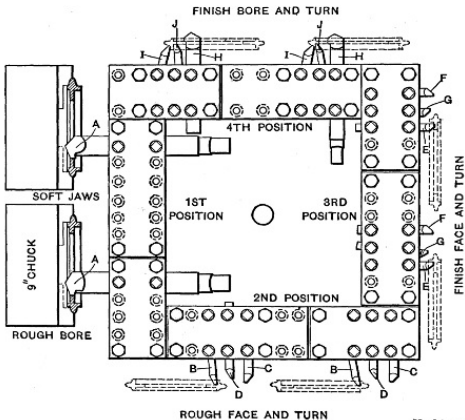 FINISH BORE AND TURN
J
J
I
H
I
H
F
G
E
4TH POSITION
A
SOFT JAWS
1ST
POSITION
3RD
POSITION
FINISH FACE AND TURN
F
G
E
9" CHUCK
A
ROUGH BORE
2ND POSITION
B
D
C
B
D
C
ROUGH FACE AND TURN